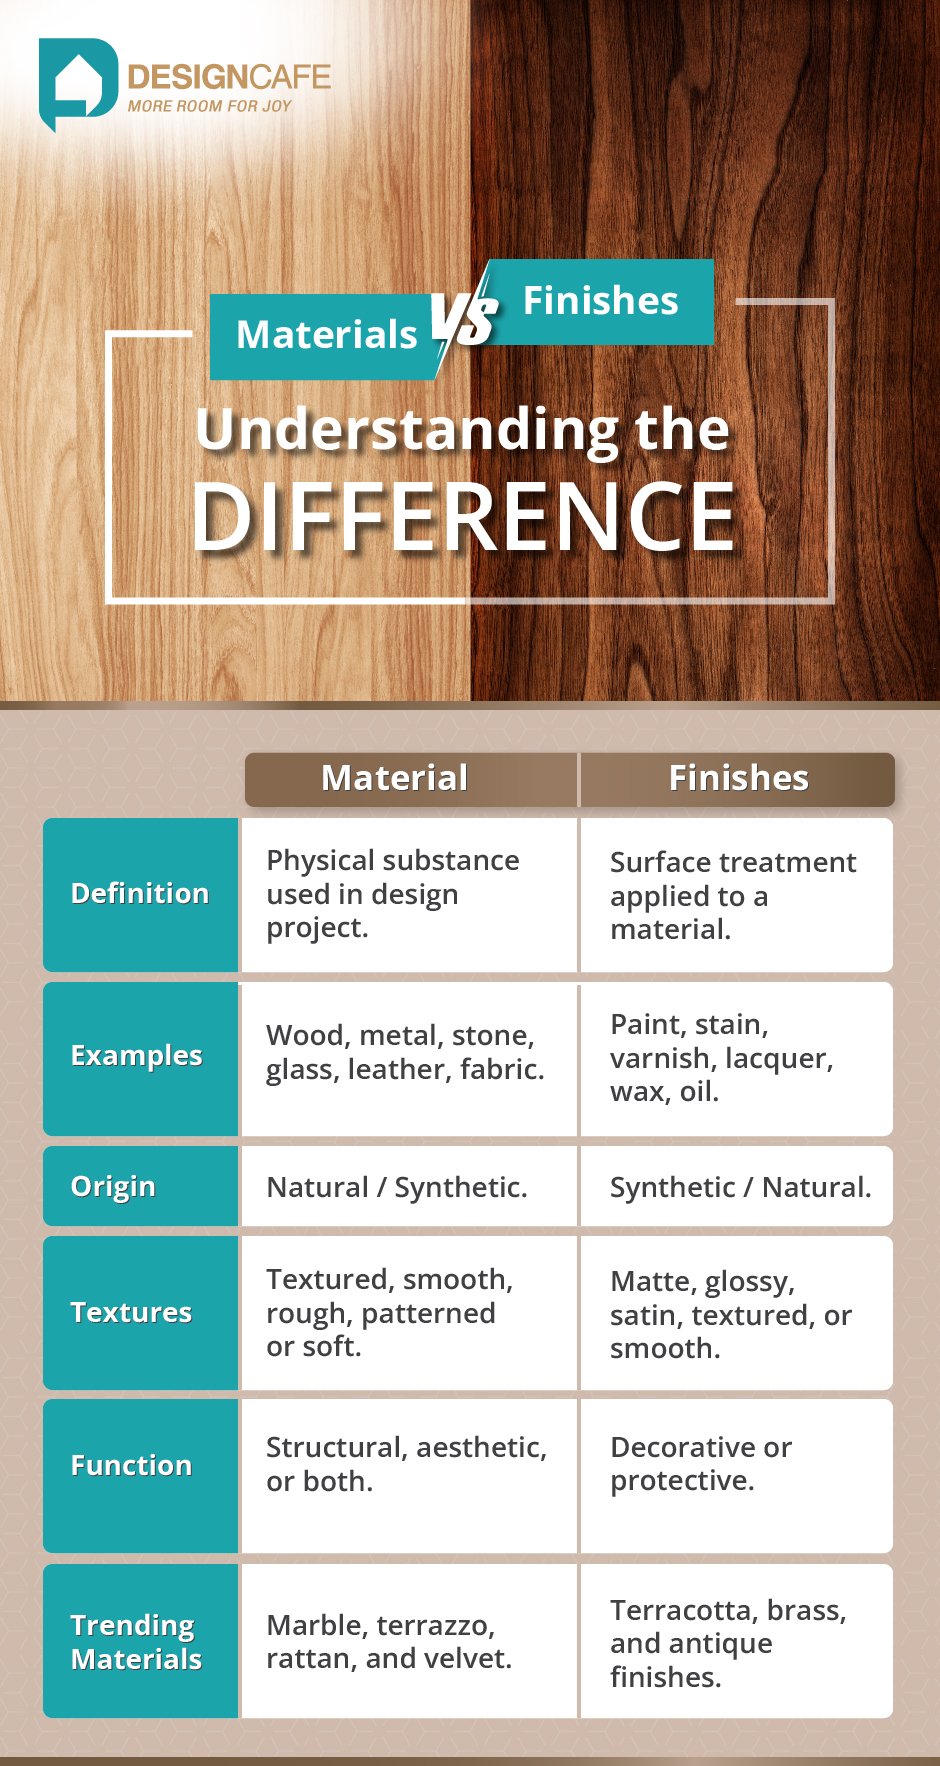 DESIGNCAFE
MORE ROOM FOR JOY
Materials VS Finishes
Understanding the
DIFFERENCE
Material
Finishes
Definition
Physical substance
used in design
project.
Surface treatment
applied to a
material.
Examples
Wood, metal, stone,
glass, leather, fabric.
Paint, stain,
varnish, lacquer,
wax, oil.
Origin
Natural / Synthetic.
Synthetic / Natural.
Textures
Textured, smooth,
rough, patterned
or soft.
Matte, glossy,
satin, textured, or
smooth.
Function
Structural, aesthetic,
or both.
Decorative or
protective.
Trending
Materials
Marble, terrazzo,
rattan, and velvet.
Terracotta, brass,
and antique
finishes.